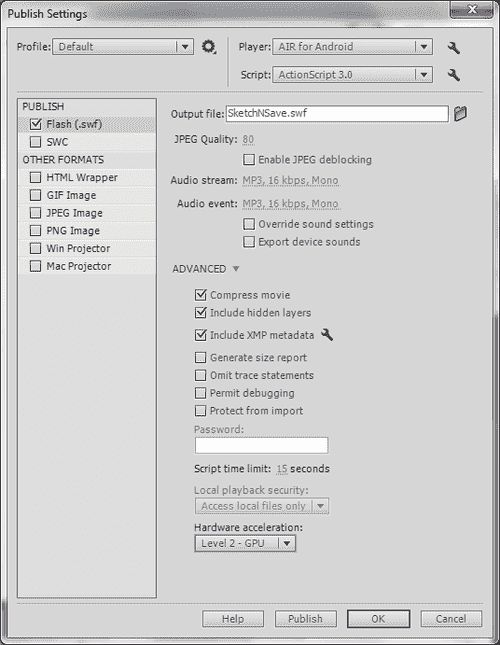 Publish Settings
Profile: Default
Player: AIR for Android
Script: ActionScript 3.0
PUBLISH
Flash (.swf)
SWC
OTHER FORMATS
HTML Wrapper
GIF Image
JPEG Image
PNG Image
Win Projector
Mac Projector
Output file: SketchNSave.swf
JPEG Quality: 80
Enable JPEG deblocking
Audio stream: MP3, 16 kbps, Mono
Audio event: MP3, 16 kbps, Mono
Override sound settings
Export device sounds
ADVANCED
Compress movie
Include hidden layers
Include XMP metadata
Generate size report
Omit trace statements
Permit debugging
Protect from import
Password:
Script time limit: 15 seconds
Local playback security:
Access local files only
Hardware acceleration:
Level 2 - GPU
Help Publish OK Cancel